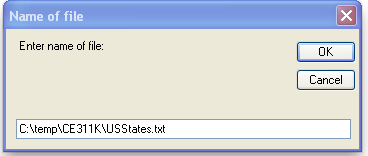 Name of file
Enter name of file:
OK
Cancel
C:\temp\CE311K\USStates.txt